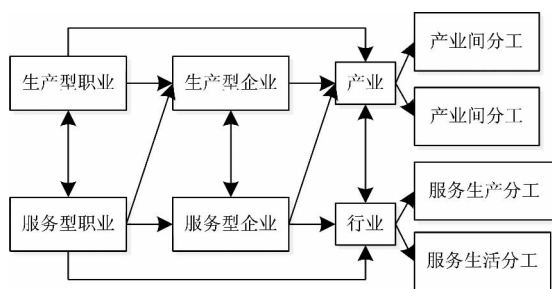 产业间分工
生产型职业
生产型企业
产业
产业间分工
服务生产分工
服务型职业
服务型企业
行业
服务生活分工